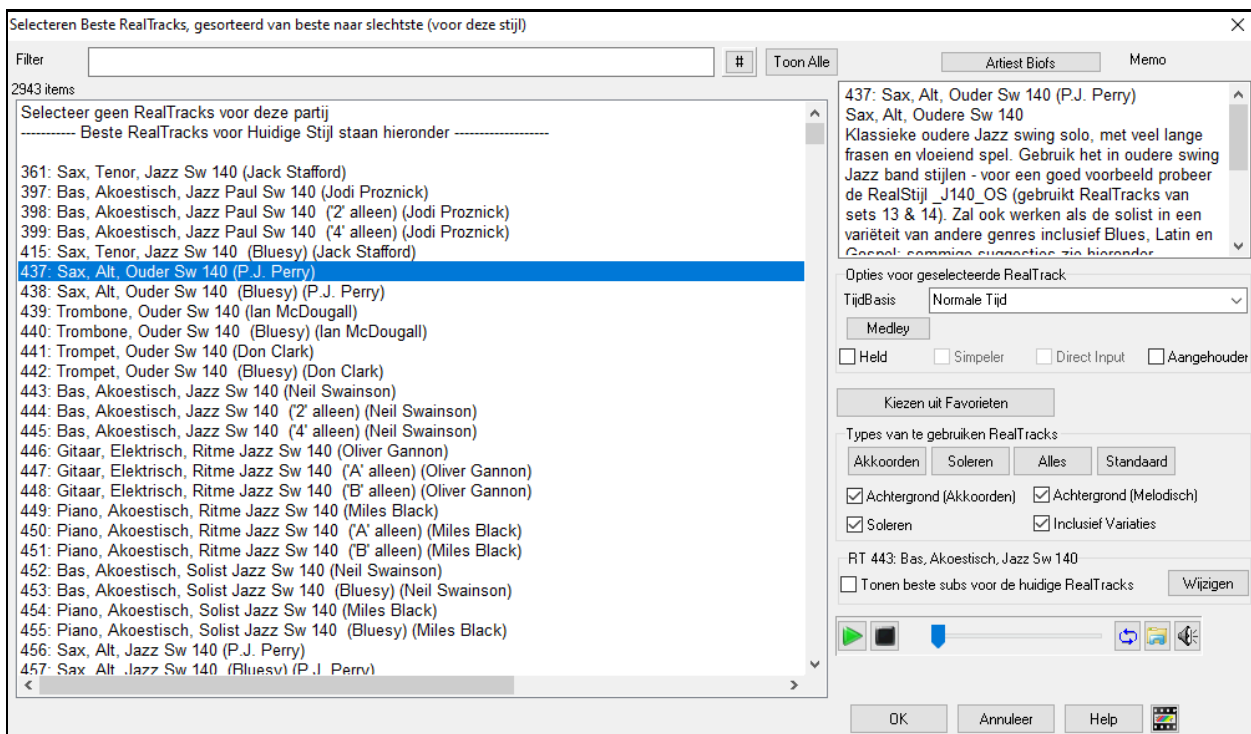 Selecteren Beste RealTracks, gesorteerd van beste naar slechtste (voor deze stijl)
Filter
#
Toon Alle
Artiest Biofs
Memo
2943 items
Selecteer geen RealTracks voor deze partij
----------- Beste RealTracks voor Huidige Stijl staan hieronder -------------------
361: Sax, Tenor, Jazz Sw 140 (Jack Stafford)
397: Bas, Akoestisch, Jazz Paul Sw 140 (Jodi Proznick)
398: Bas, Akoestisch, Jazz Paul Sw 140 ('2' alleen) (Jodi Proznick)
399: Bas, Akoestisch, Jazz Paul Sw 140 ('4' alleen) (Jodi Proznick)
415: Sax, Tenor, Jazz Sw 140 (Bluesy) (Jack Stafford)
437: Sax, Alt, Ouder Sw 140 (P.J. Perry)
438: Sax, Alt, Ouder Sw 140 (Bluesy) (P.J. Perry)
439: Trombone, Ouder Sw 140 (Ian McDougall)
440: Trombone, Ouder Sw 140 (Bluesy) (Ian McDougall)
441: Trompet, Ouder Sw 140 (Don Clark)
442: Trompet, Ouder Sw 140 (Bluesy) (Don Clark)
443: Bas, Akoestisch, Jazz Sw 140 (Neil Swainson)
444: Bas, Akoestisch, Jazz Sw 140 ('2' alleen) (Neil Swainson)
445: Bas, Akoestisch, Jazz Sw 140 ('4' alleen) (Neil Swainson)
446: Gitaar, Elektrisch, Ritme Jazz Sw 140 (Oliver Gannon)
447: Gitaar, Elektrisch, Ritme Jazz Sw 140 ('A' alleen) (Oliver Gannon)
448: Gitaar, Elektrisch, Ritme Jazz Sw 140 ('B' alleen) (Oliver Gannon)
449: Piano, Akoestisch, Ritme Jazz Sw 140 (Miles Black)
450: Piano, Akoestisch, Ritme Jazz Sw 140 ('A' alleen) (Miles Black)
451: Piano, Akoestisch, Ritme Jazz Sw 140 ('B' alleen) (Miles Black)
452: Bas, Akoestisch, Solist Jazz Sw 140 (Neil Swainson)
453: Bas, Akoestisch, Solist Jazz Sw 140 (Bluesy) (Neil Swainson)
454: Piano, Akoestisch, Solist Jazz Sw 140 (Miles Black)
455: Piano, Akoestisch, Solist Jazz Sw 140 (Bluesy) (Miles Black)
456: Sax, Alt, Jazz Sw 140 (P.J. Perry)
457: Sax, Alt, Jazz Sw 140 (Bluesy) (P.J. Perry)
437: Sax, Alt, Ouder Sw 140 (P.J. Perry)
Sax, Alt, Oudere Sw 140
Klassieke oudere Jazz swing solo, met veel lange
frasen en vloeiend spel. Gebruik het in oudere swing
Jazz band stijlen - voor een goed voorbeeld probeer
de RealStijl _J140_OS (gebruikt RealTracks van
sets 13 & 14). Zal ook werken als de solist in een
variëteit van andere genres inclusief Blues, Latin en
Gospel; sommige suggesties zie hieronder
Opties voor geselecteerde RealTrack
TijdBasis
Normale Tijd
Medley
Held
Simpeler
Direct Input
Aangehouder
Kiezen uit Favorieten
Types van te gebruiken RealTracks
Akkoorden
Soleren
Alles
Standaard
Achtergrond (Akkoorden)
Achtergrond (Melodisch)
Soleren
Inclusief Variaties
RT 443: Bas, Akoestisch, Jazz Sw 140
Tonen beste subs voor de huidige RealTracks
Wijzigen
OK
Annuleer
Help